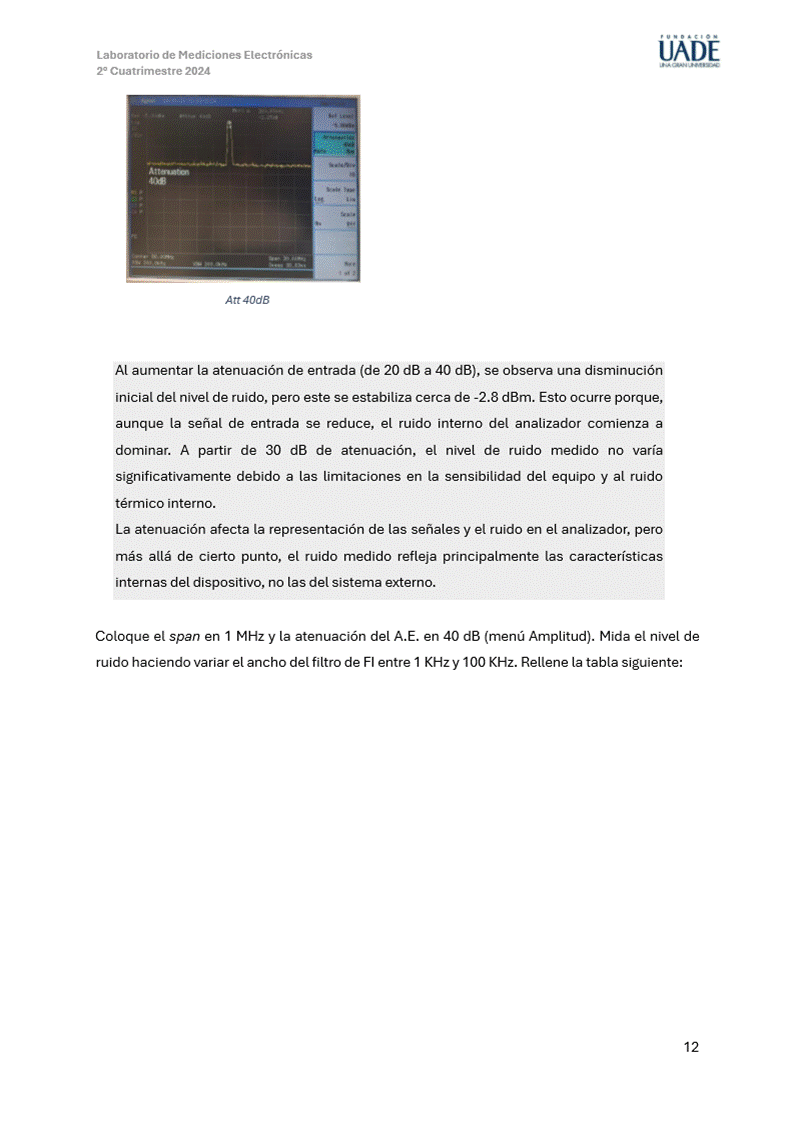 Laboratorio de Mediciones Electrónicas
2° Cuatrimestre 2024
FUNDACIÓN
UADE
UNA GRAN UNIVERSIDAD
Attenuation
40dB
Att 40dB
Al aumentar la atenuación de entrada (de 20 dB a 40 dB), se observa una disminución
inicial del nivel de ruido, pero este se estabiliza cerca de -2.8 dBm. Esto ocurre porque,
aunque la señal de entrada se reduce, el ruido interno del analizador comienza a
dominar. A partir de 30 dB de atenuación, el nivel de ruido medido no varía
significativamente debido a las limitaciones en la sensibilidad del equipo y al ruido
térmico interno.
La atenuación afecta la representación de las señales y el ruido en el analizador, pero
más allá de cierto punto, el ruido medido refleja principalmente las características
internas del dispositivo, no las del sistema externo.
Coloque el span en 1 MHz y la atenuación del A.E. en 40 dB (menú Amplitud). Mida el nivel de
ruido haciendo variar el ancho del filtro de FI entre 1 KHz y 100 KHz. Rellene la tabla siguiente:
12